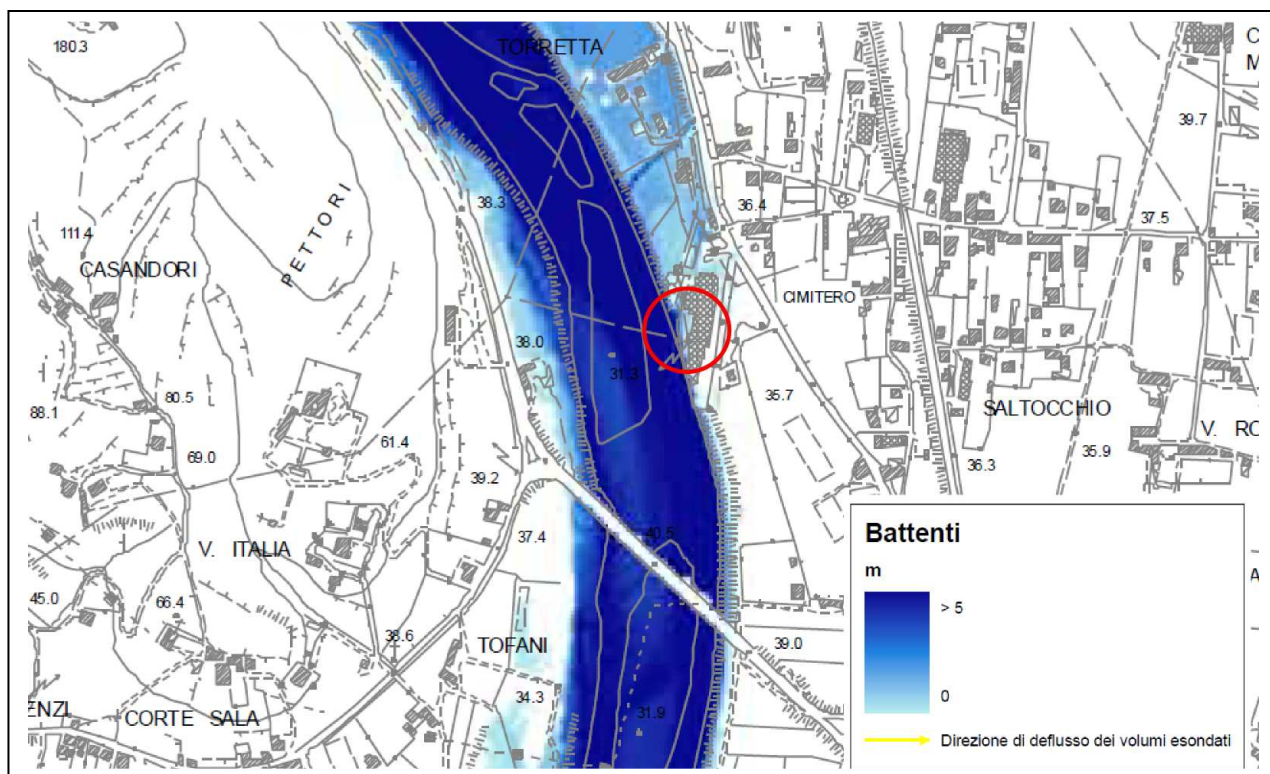 180.3
TORRETTA
C
M
39.7
38.3
36.4
37.5
111.4
PETTORI
CASANDORI
CIMITERO
38.0
31.3
80.5
88.1
35.7
SALTOCCHIO
V. RO
61.4
69.0
39.2
36.3
35.9
40.5
37.4
V. ITALIA
45.0
66.4
38.6
TOFANI
39.0
34.3
31.9
ENZI
CORTE SALA
A
Battenti
m
> 5
0
Direzione di deflusso dei volumi esondati